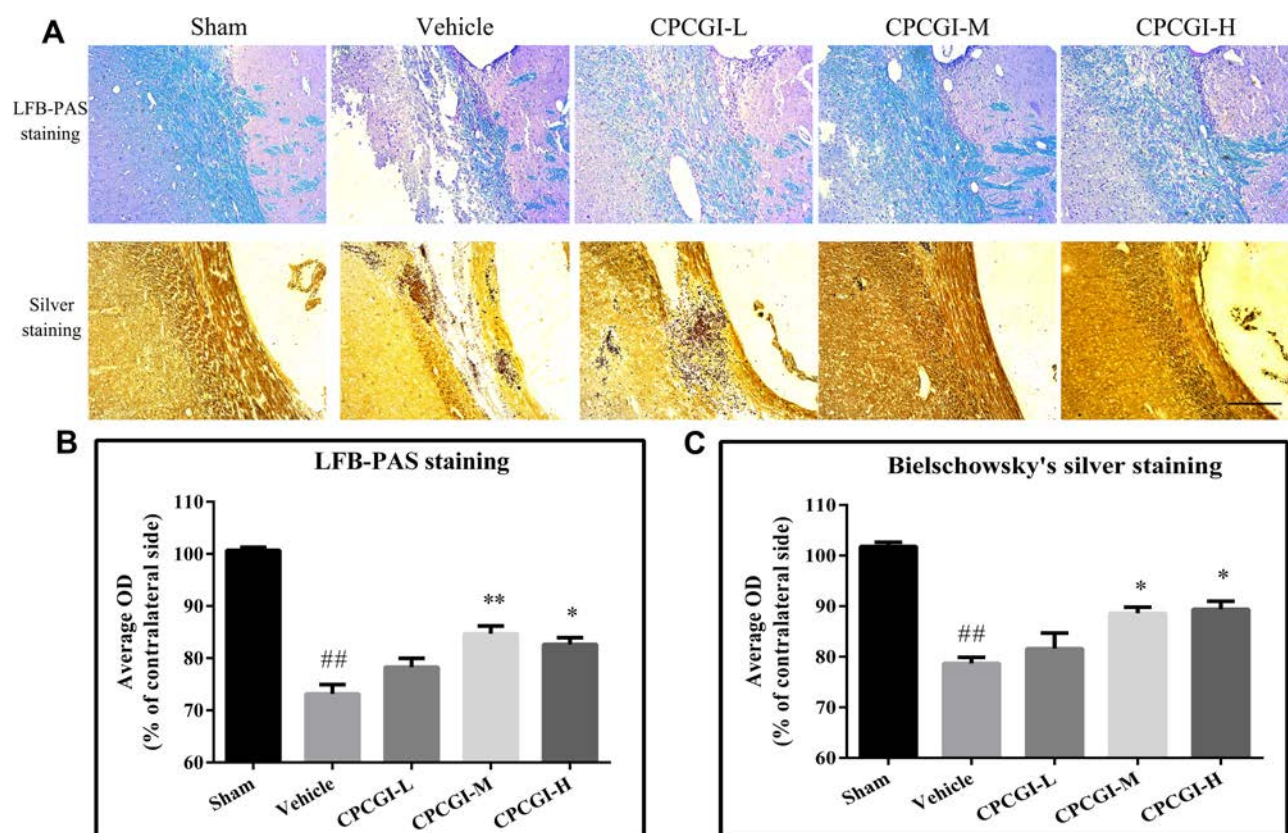 A
Sham Vehicle CPCGI-L CPCGI-M CPCGI-H
LFB-PAS
staining
Silver
staining
B
LFB-PAS staining
Average OD
(% of contralateral side)
110
100
90
80
70
60
##
**
*
Sham Vehicle CPCGI-L CPCGI-M CPCGI-H
C
Bielschowsky's silver staining
Average OD
(% of contralateral side)
110
100
90
80
70
60
##
*
*
Sham Vehicle CPCGI-L CPCGI-M CPCGI-H